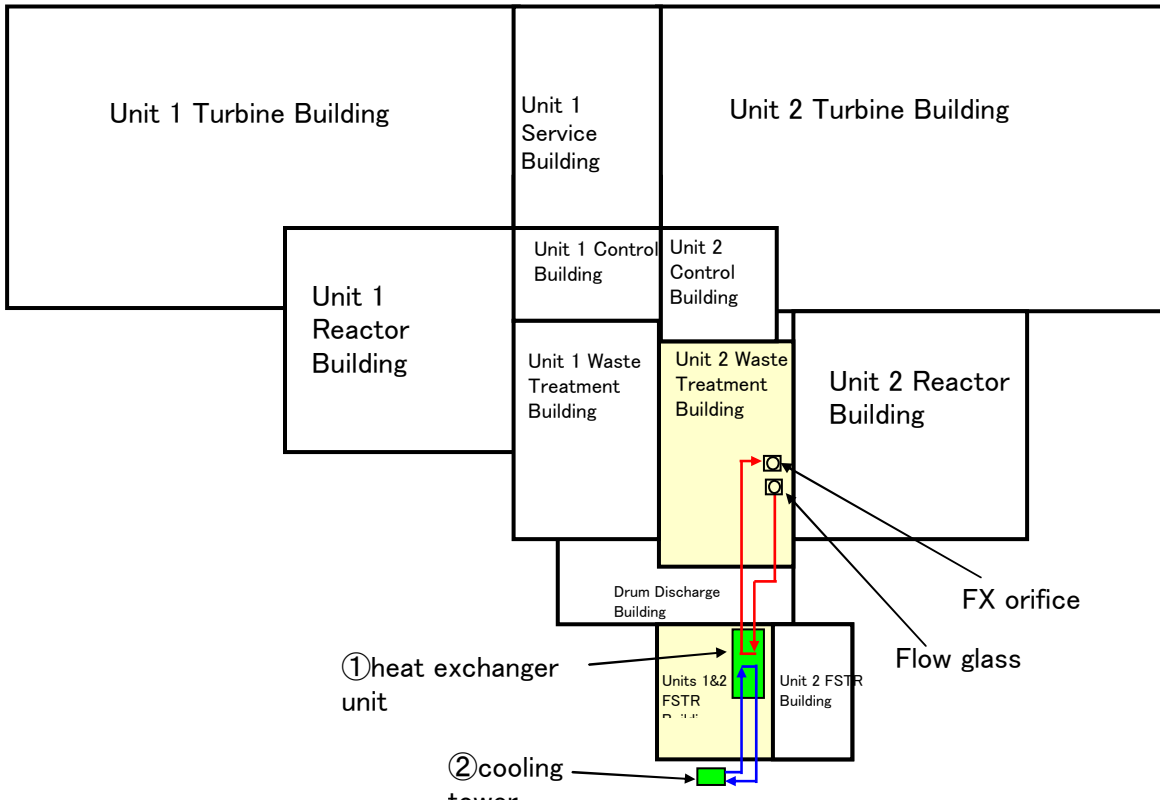 Unit 1 Turbine Building
Unit 1
Service
Building
Unit 2 Turbine Building
Unit 1 Control
Building
Unit 2
Control
Building
Unit 1
Reactor
Building
Unit 1 Waste
Treatment
Building
Unit 2 Waste
Treatment
Building
Unit 2 Reactor
Building
Drum Discharge
Building
FX orifice
Flow glass
①heat exchanger
unit
Units 1&2
FSTR
Unit 2 FSTR
Building
②cooling
tower